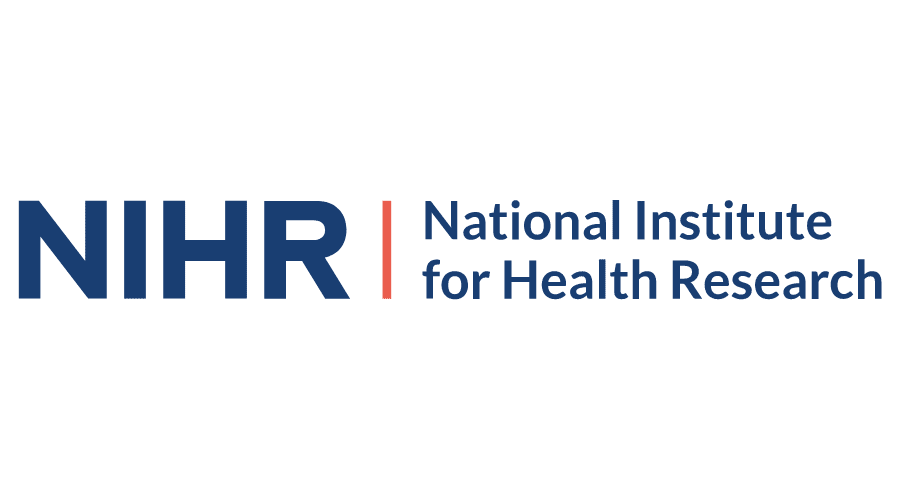 NIHR
National Institute
for Health Research